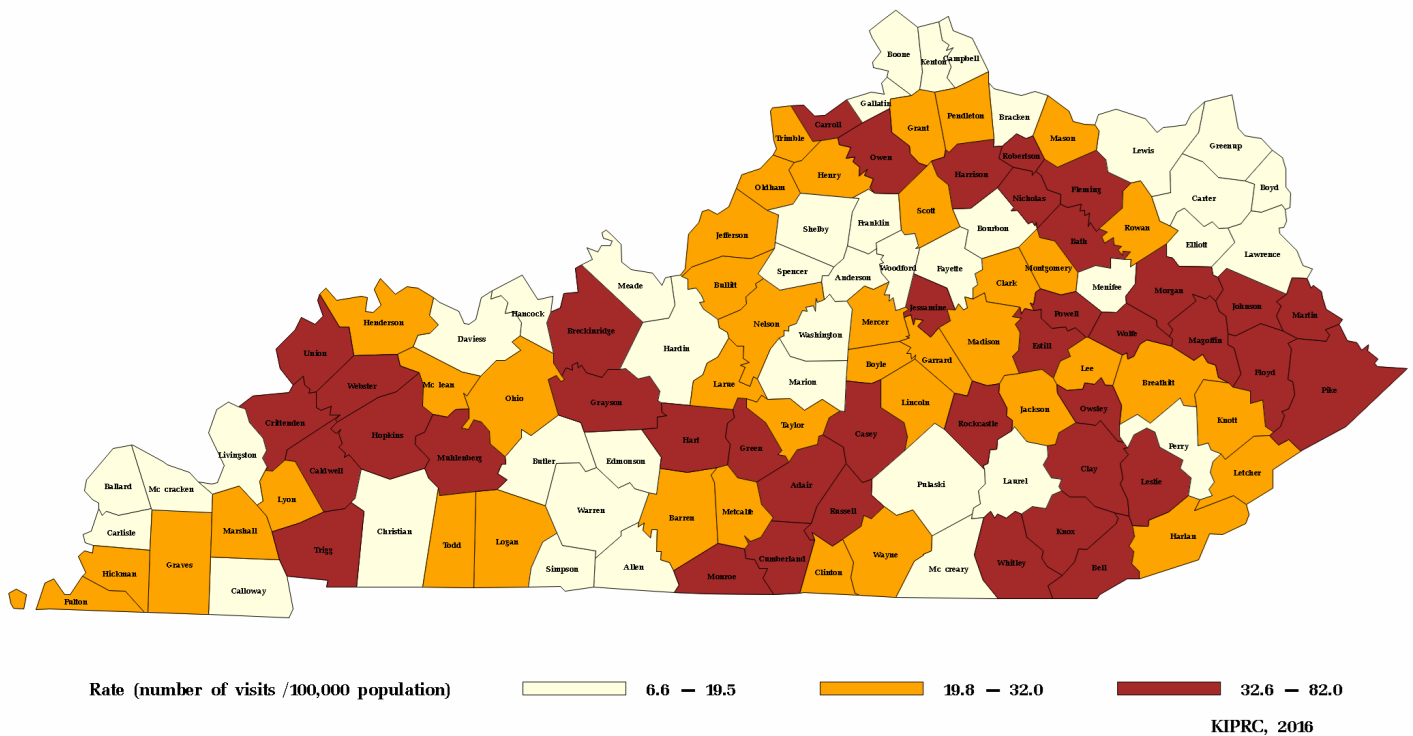 Boone
Kenton
Campbell
Gallatin
Carroll
Trimble
Owen
Grant
Pendleton
Bracken
Mason
Robertson
Lewis
Greenup
Harrison
Henry
Oldham
Nicholas
Fleming
Carter
Boyd
Scott
Shelby
Franklin
Bourbon
Rowan
Jefferson
Bath
Elliott
Lawrence
Spencer
Anderson
Woodford
Fayette
Montgomery
Bullitt
Clark
Menifee
Meade
Morgan
Johnson
Martin
Hancock
Jessamine
Powell
Henderson
Nelson
Mercer
Breckinridge
Washington
Wolfe
Daviess
Madison
Magoffin
Hardin
Estill
Union
Garrard
Boyle
Lee
Floyd
Marion
Larue
Breathitt
Webster
Mc lean
Pike
Ohio
Grayson
Lincoln
Jackson
Owsley
Crittenden
Taylor
Rockcastle
Knott
Hopkins
Casey
Hart
Green
Perry
Livingston
Muhlenberg
Butler
Edmonson
Caldwell
Clay
Letcher
Ballard
Mc cracken
Adair
Pulaski
Laurel
Leslie
Lyon
Warren
Metcalfe
Russell
Barren
Carlisle
Marshall
Christian
Knox
Harlan
Todd
Logan
Trigg
Wayne
Cumberland
Graves
Hickman
Simpson
Allen
Clinton
Mc creary
Whitley
Bell
Monroe
Calloway
Fulton
Rate (number of visits /100,000 population)
6.6 – 19.5
19.8 – 32.0
32.6 – 82.0
KIPRC, 2016